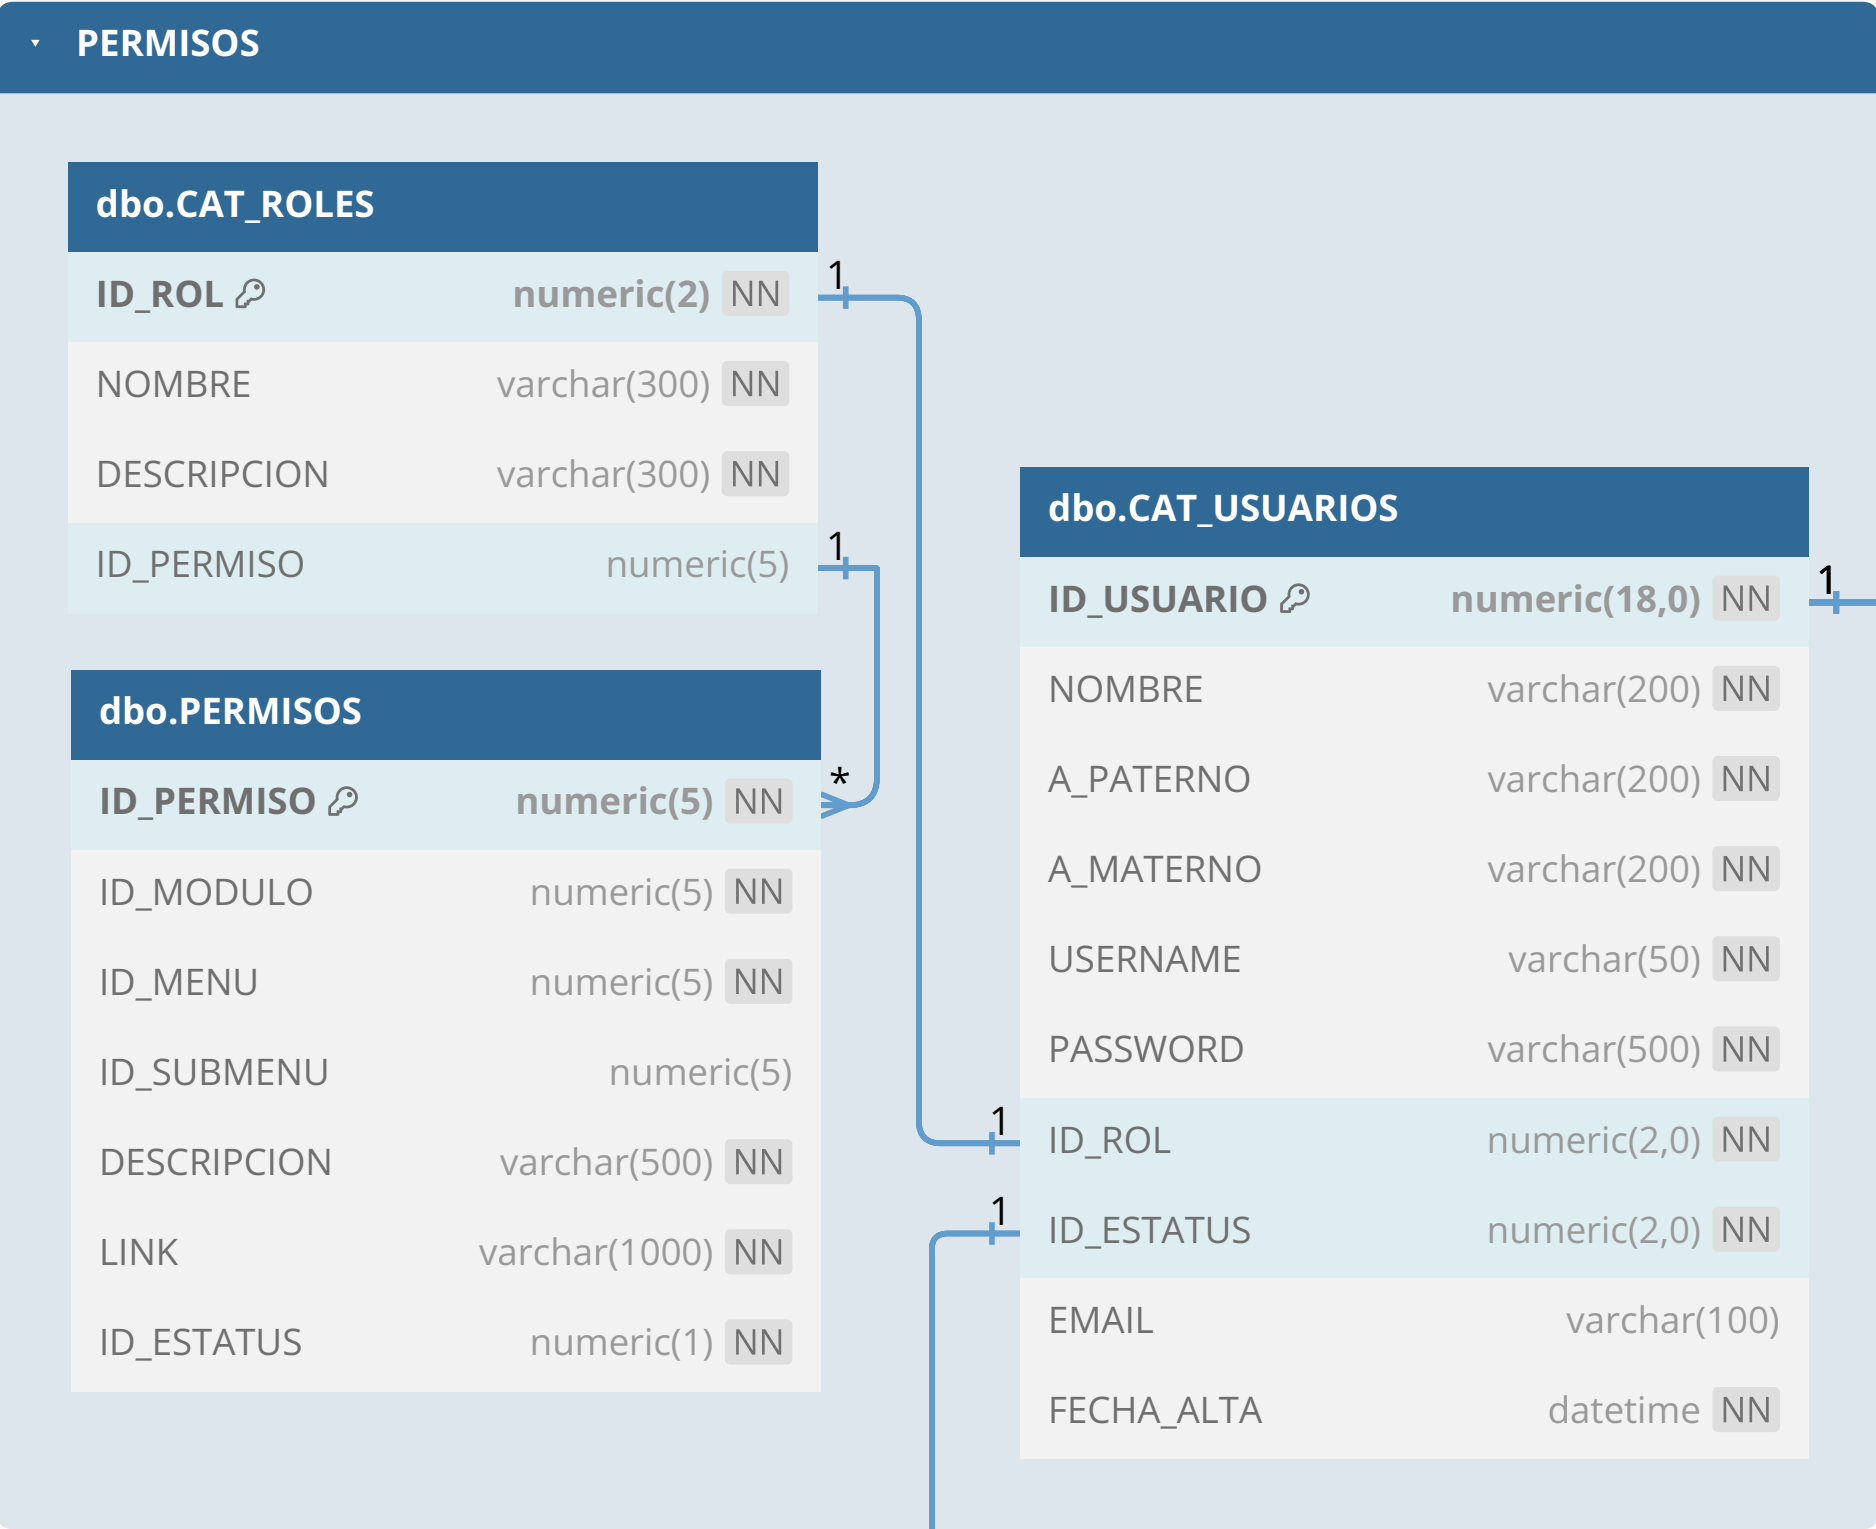 PERMISOS
dbo.CAT_ROLES
ID_ROL numeric(2) NN
NOMBRE varchar(300) NN
DESCRIPCION varchar(300) NN
ID_PERMISO numeric(5)
1
1
dbo.PERMISOS
ID_PERMISO numeric(5) NN
*
ID_MODULO numeric(5) NN
ID_MENU numeric(5) NN
ID_SUBMENU numeric(5)
DESCRIPCION varchar(500) NN
LINK varchar(1000) NN
ID_ESTATUS numeric(1) NN
dbo.CAT_USUARIOS
ID_USUARIO numeric(18,0) NN
1
NOMBRE varchar(200) NN
A_PATERNO varchar(200) NN
A_MATERNO varchar(200) NN
USERNAME varchar(50) NN
PASSWORD varchar(500) NN
1 ID_ROL numeric(2,0) NN
1 ID_ESTATUS numeric(2,0) NN
EMAIL varchar(100)
FECHA_ALTA datetime NN